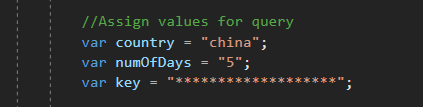 //Assign values for query
var country = "china";
var numOfDays = "5";
var key = "*******************";